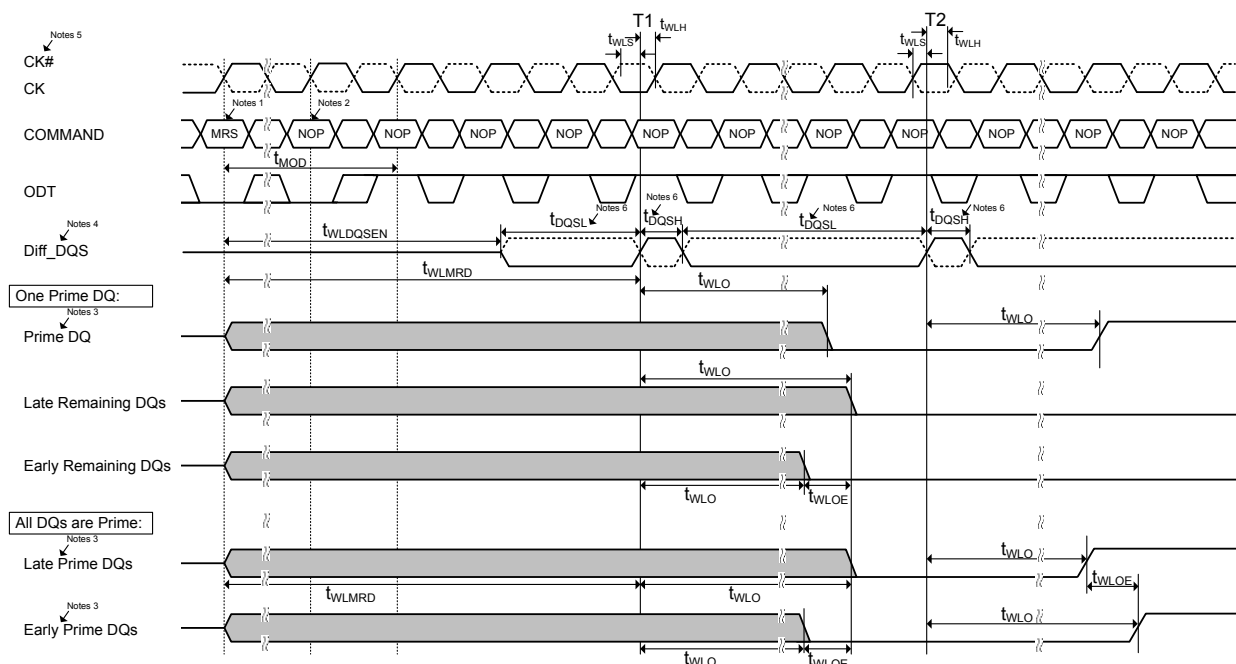 T1 T2
tWLS tWLH tWLS tWLH
Notes 5
CK#
CK
Notes 1 Notes 2
COMMAND MRS NOP NOP NOP NOP NOP NOP NOP NOP NOP NOP NOP
tMOD
ODT
Notes 6 Notes 6 Notes 6 Notes 6
tDQSL tDQSH tDQSL tDQSH
Notes 4
tWLDQSEN
Diff_DQS
tWLMRD
tWLO
One Prime DQ:
Notes 3
tWLO
Prime DQ
tWLO
Late Remaining DQs
Early Remaining DQs
tWLO tWLOE
All DQs are Prime:
Notes 3
tWLO
Late Prime DQs
tWLOE
tWLMRD tWLO
Notes 3
tWLO
Early Prime DQs
tWLO tWLOE